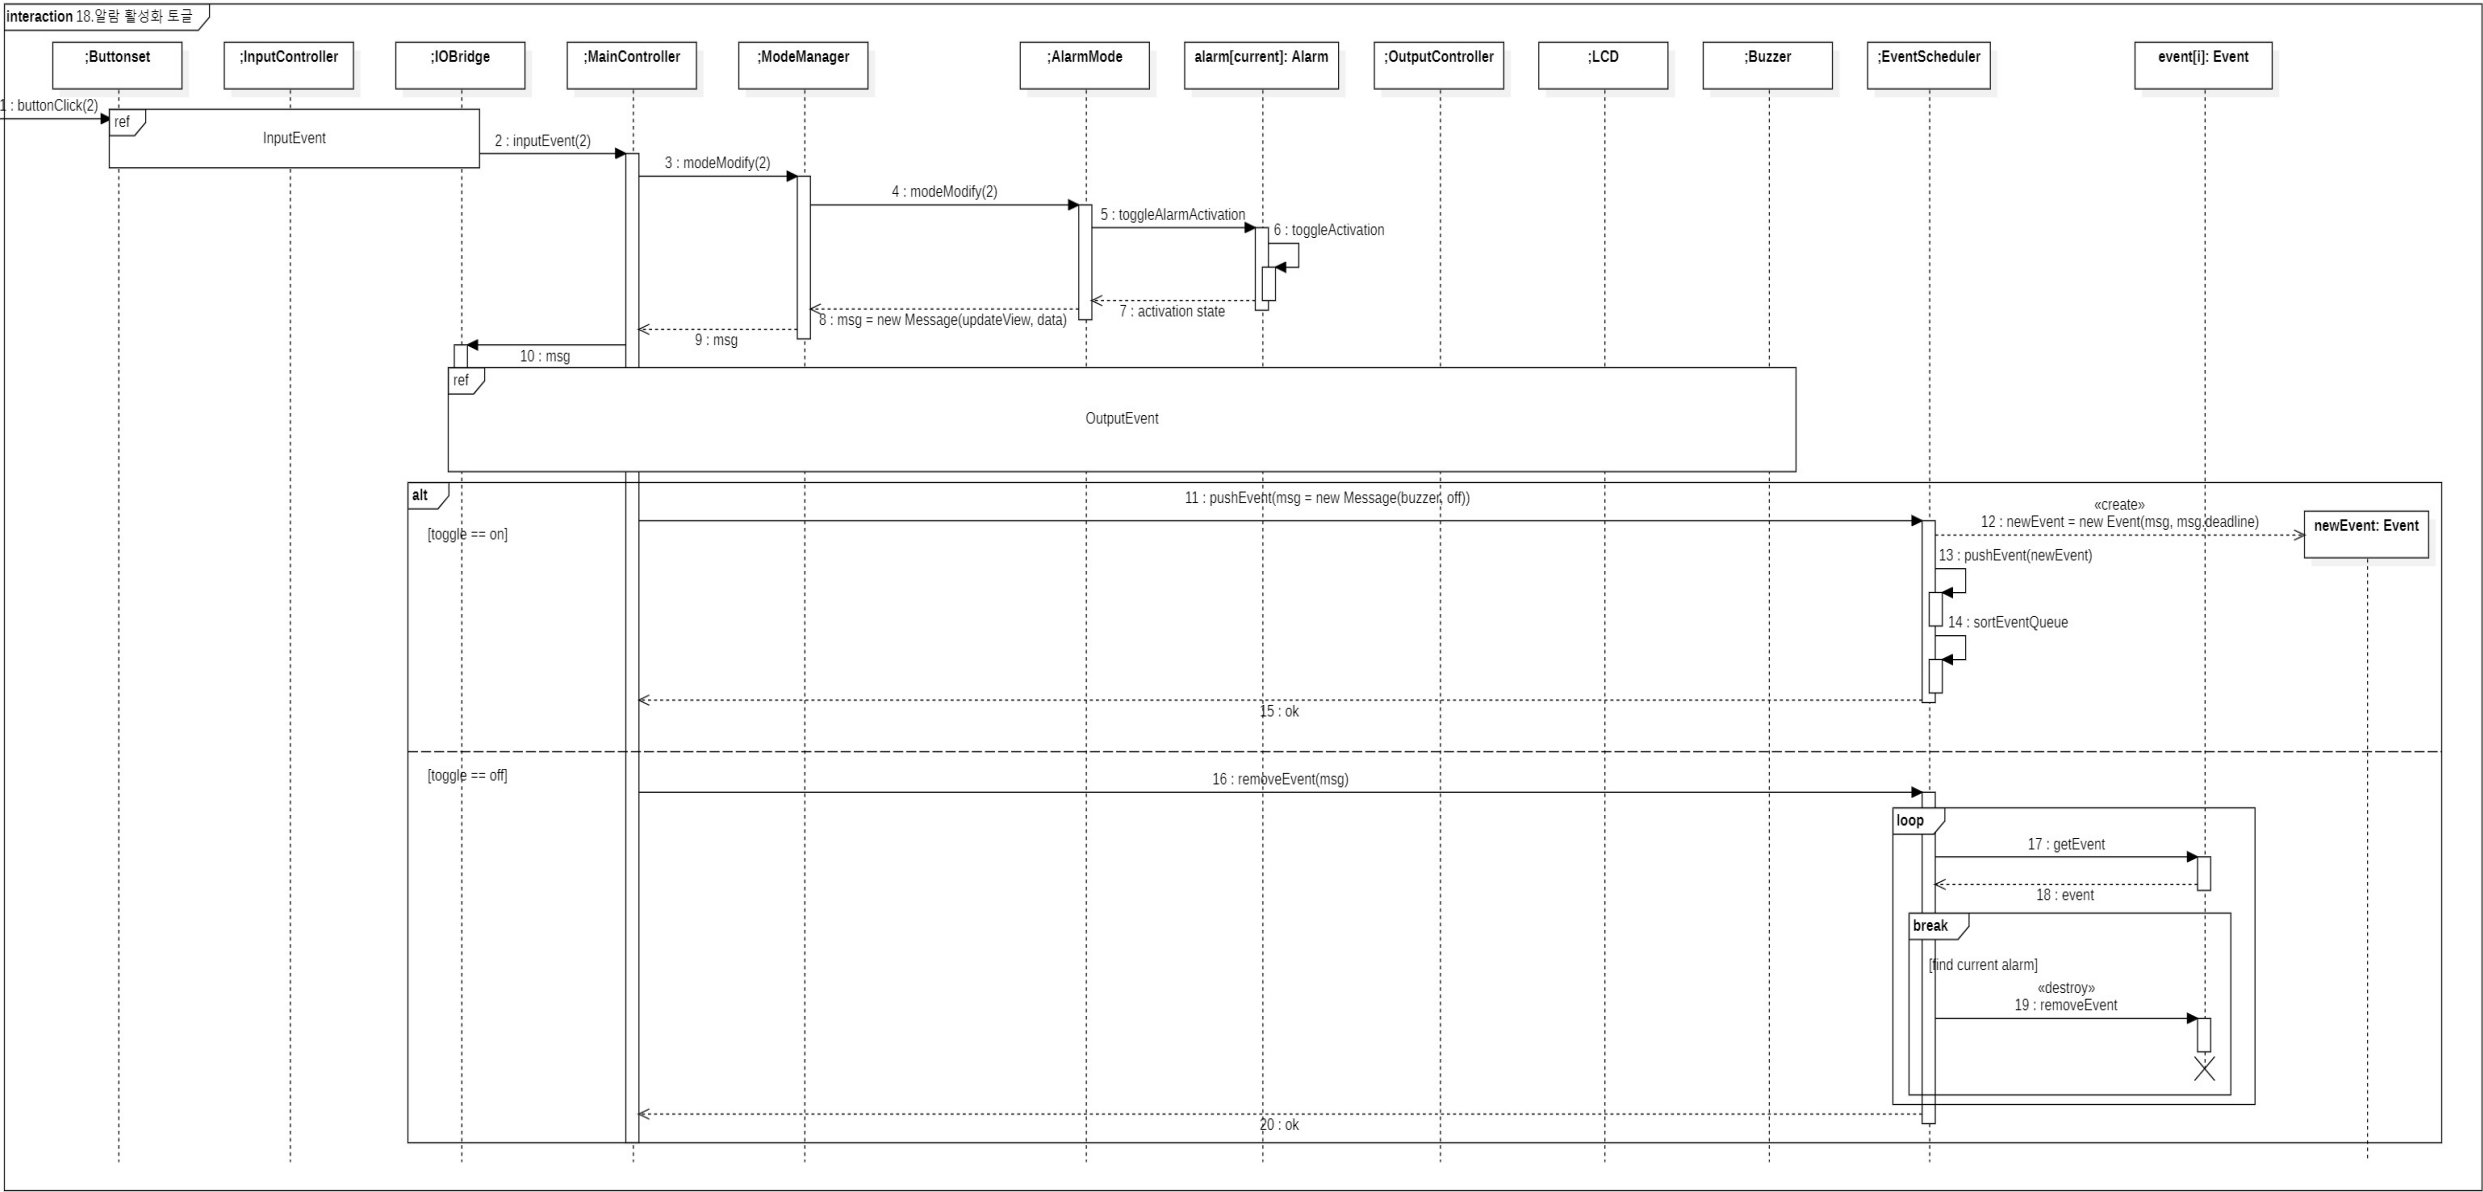 interaction 18.알람 활성화 토글
;Buttonset
;InputController
;IOBridge
;MainController
;ModeManager
;AlarmMode
alarm[current]: Alarm
;OutputController
;LCD
;Buzzer
;EventScheduler
event[i]: Event
1 : buttonClick(2)
ref
InputEvent
2 : inputEvent(2)
3 : modeModify(2)
4 : modeModify(2)
5 : toggleAlarmActivation
6 : toggleActivation
7 : activation state
8 : msg = new Message(updateView, data)
9 : msg
10 : msg
ref
OutputEvent
alt
11 : pushEvent(msg = new Message(buzzer, off))
[toggle == on]
«create»
12 : newEvent = new Event(msg, msg.deadline)
newEvent: Event
13 : pushEvent(newEvent)
14 : sortEventQueue
15 : ok
[toggle == off]
16 : removeEvent(msg)
loop
17 : getEvent
18 : event
break
[find current alarm]
«destroy»
19 : removeEvent
20 : ok